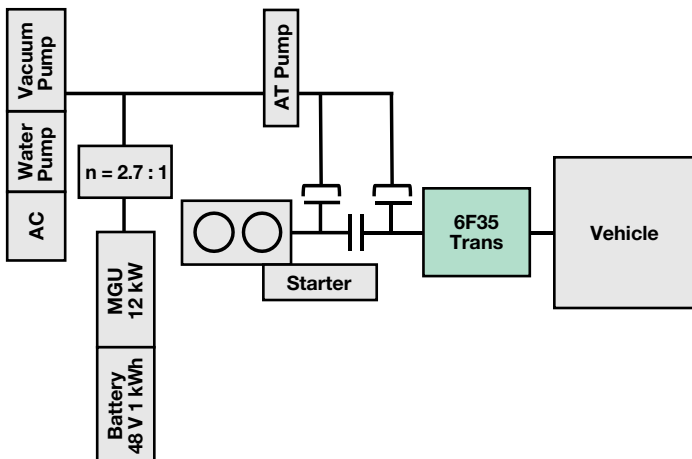 Vacuum
Pump
Water
Pump
AC
AT Pump
n = 2.7 : 1
MGU
12 kW
Battery
48 V 1 kWh
Starter
6F35
Trans
Vehicle